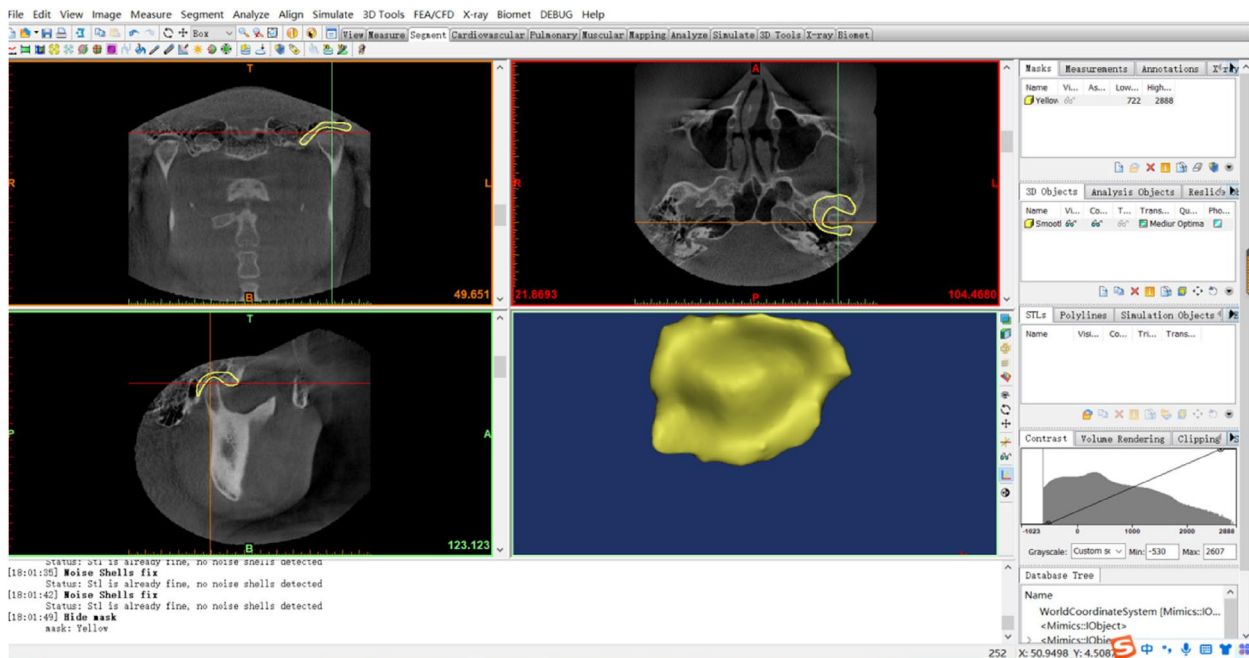 File Edit View Image Measure Segment Analyze Align Simulate 3D Tools FEA/CFD X-ray Biomet DEBUG Help
Box
View Measure Segment Cardiovascular Pulmonary Muscular Mapping Analyze Simulate 3D Tools X-ray Biomet
T
R
L
B
49.651
A
R
L
P
21.8693
104.4680
T
P
A
B
123.123
Masks Measurements Annotations
Name Vi... As... Low... High...
Yellov 722 2888
3D Objects Analysis Objects
Name Vi... Co... T... Trans... Qu... Pho...
Smootl Mediur Optima
STLs Polylines Simulation Objects
Name Visi... Co... Tri... Trans...
Contrast Volume Rendering Clipping
-1023 0 1000 2000 2888
Grayscale: Custom sc Min: -530 Max: 2607
Database Tree
Name
WorldCoordinateSystem [Mimics::IO...
<Mimics::IObject>
<Mimics::IObje
Status: Stl is already fine, no noise shells detected
[18:01:35] Noise Shells fix
Status: Stl is already fine, no noise shells detected
[18:01:42] Noise Shells fix
Status: Stl is already fine, no noise shells detected
[18:01:49] Hide mask
mask: Yellow
252 X: 50.9498 Y: 4.5087
S 中